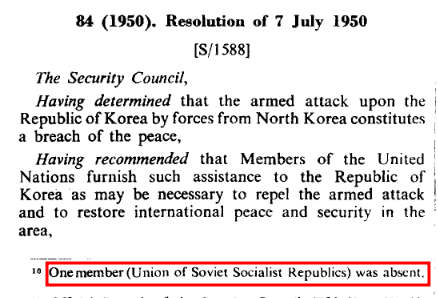 84 (1950). Resolution of 7 July 1950
[S/1588]
The Security Council,
Having determined that the armed attack upon the
Republic of Korea by forces from North Korea constitutes
a breach of the peace,
Having recommended that Members of the United
Nations furnish such assistance to the Republic of
Korea as may be necessary to repel the armed attack
and to restore international peace and security in the
area,
10 One member (Union of Soviet Socialist Republics) was absent.